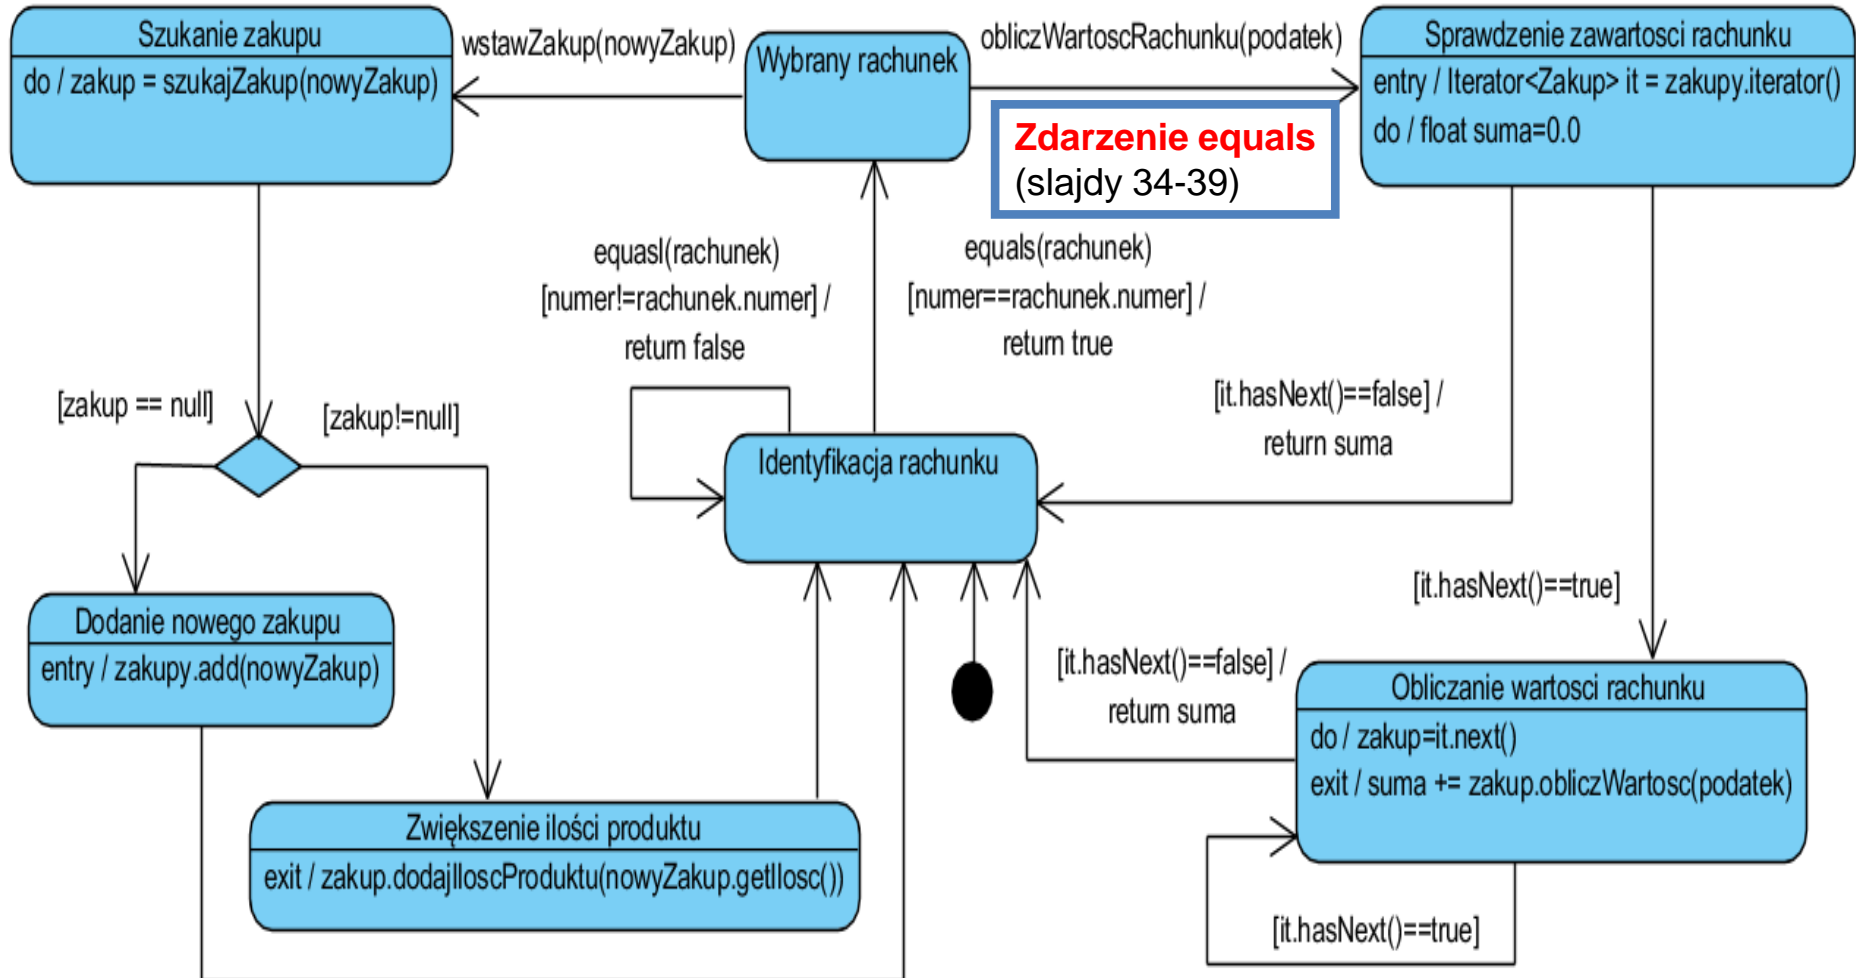 Szukanie zakupu
do / zakup = szukajZakup(nowyZakup)
wstawZakup(nowyZakup)
Wybrany rachunek
obliczWartoscRachunku(podatek)
Sprawdzenie zawartosci rachunku
entry / Iterator<Zakup> it = zakupy.iterator()
do / float suma=0.0
Zdarzenie equals
(slajdy 34-39)
equasl(rachunek)
[numer!=rachunek.numer] /
return false
equals(rachunek)
[numer==rachunek.numer] /
return true
[zakup == null]
[zakup!=null]
[it.hasNext()==false] /
return suma
Identyfikacja rachunku
[it.hasNext()==true]
Dodanie nowego zakupu
entry / zakupy.add(nowyZakup)
[it.hasNext()==false] /
return suma
Obliczanie wartosci rachunku
do / zakup=it.next()
exit / suma += zakup.obliczWartosc(podatek)
Zwiększenie ilości produktu
exit / zakup.dodajIloscProduktu(nowyZakup.getIlosc())
[it.hasNext()==true]